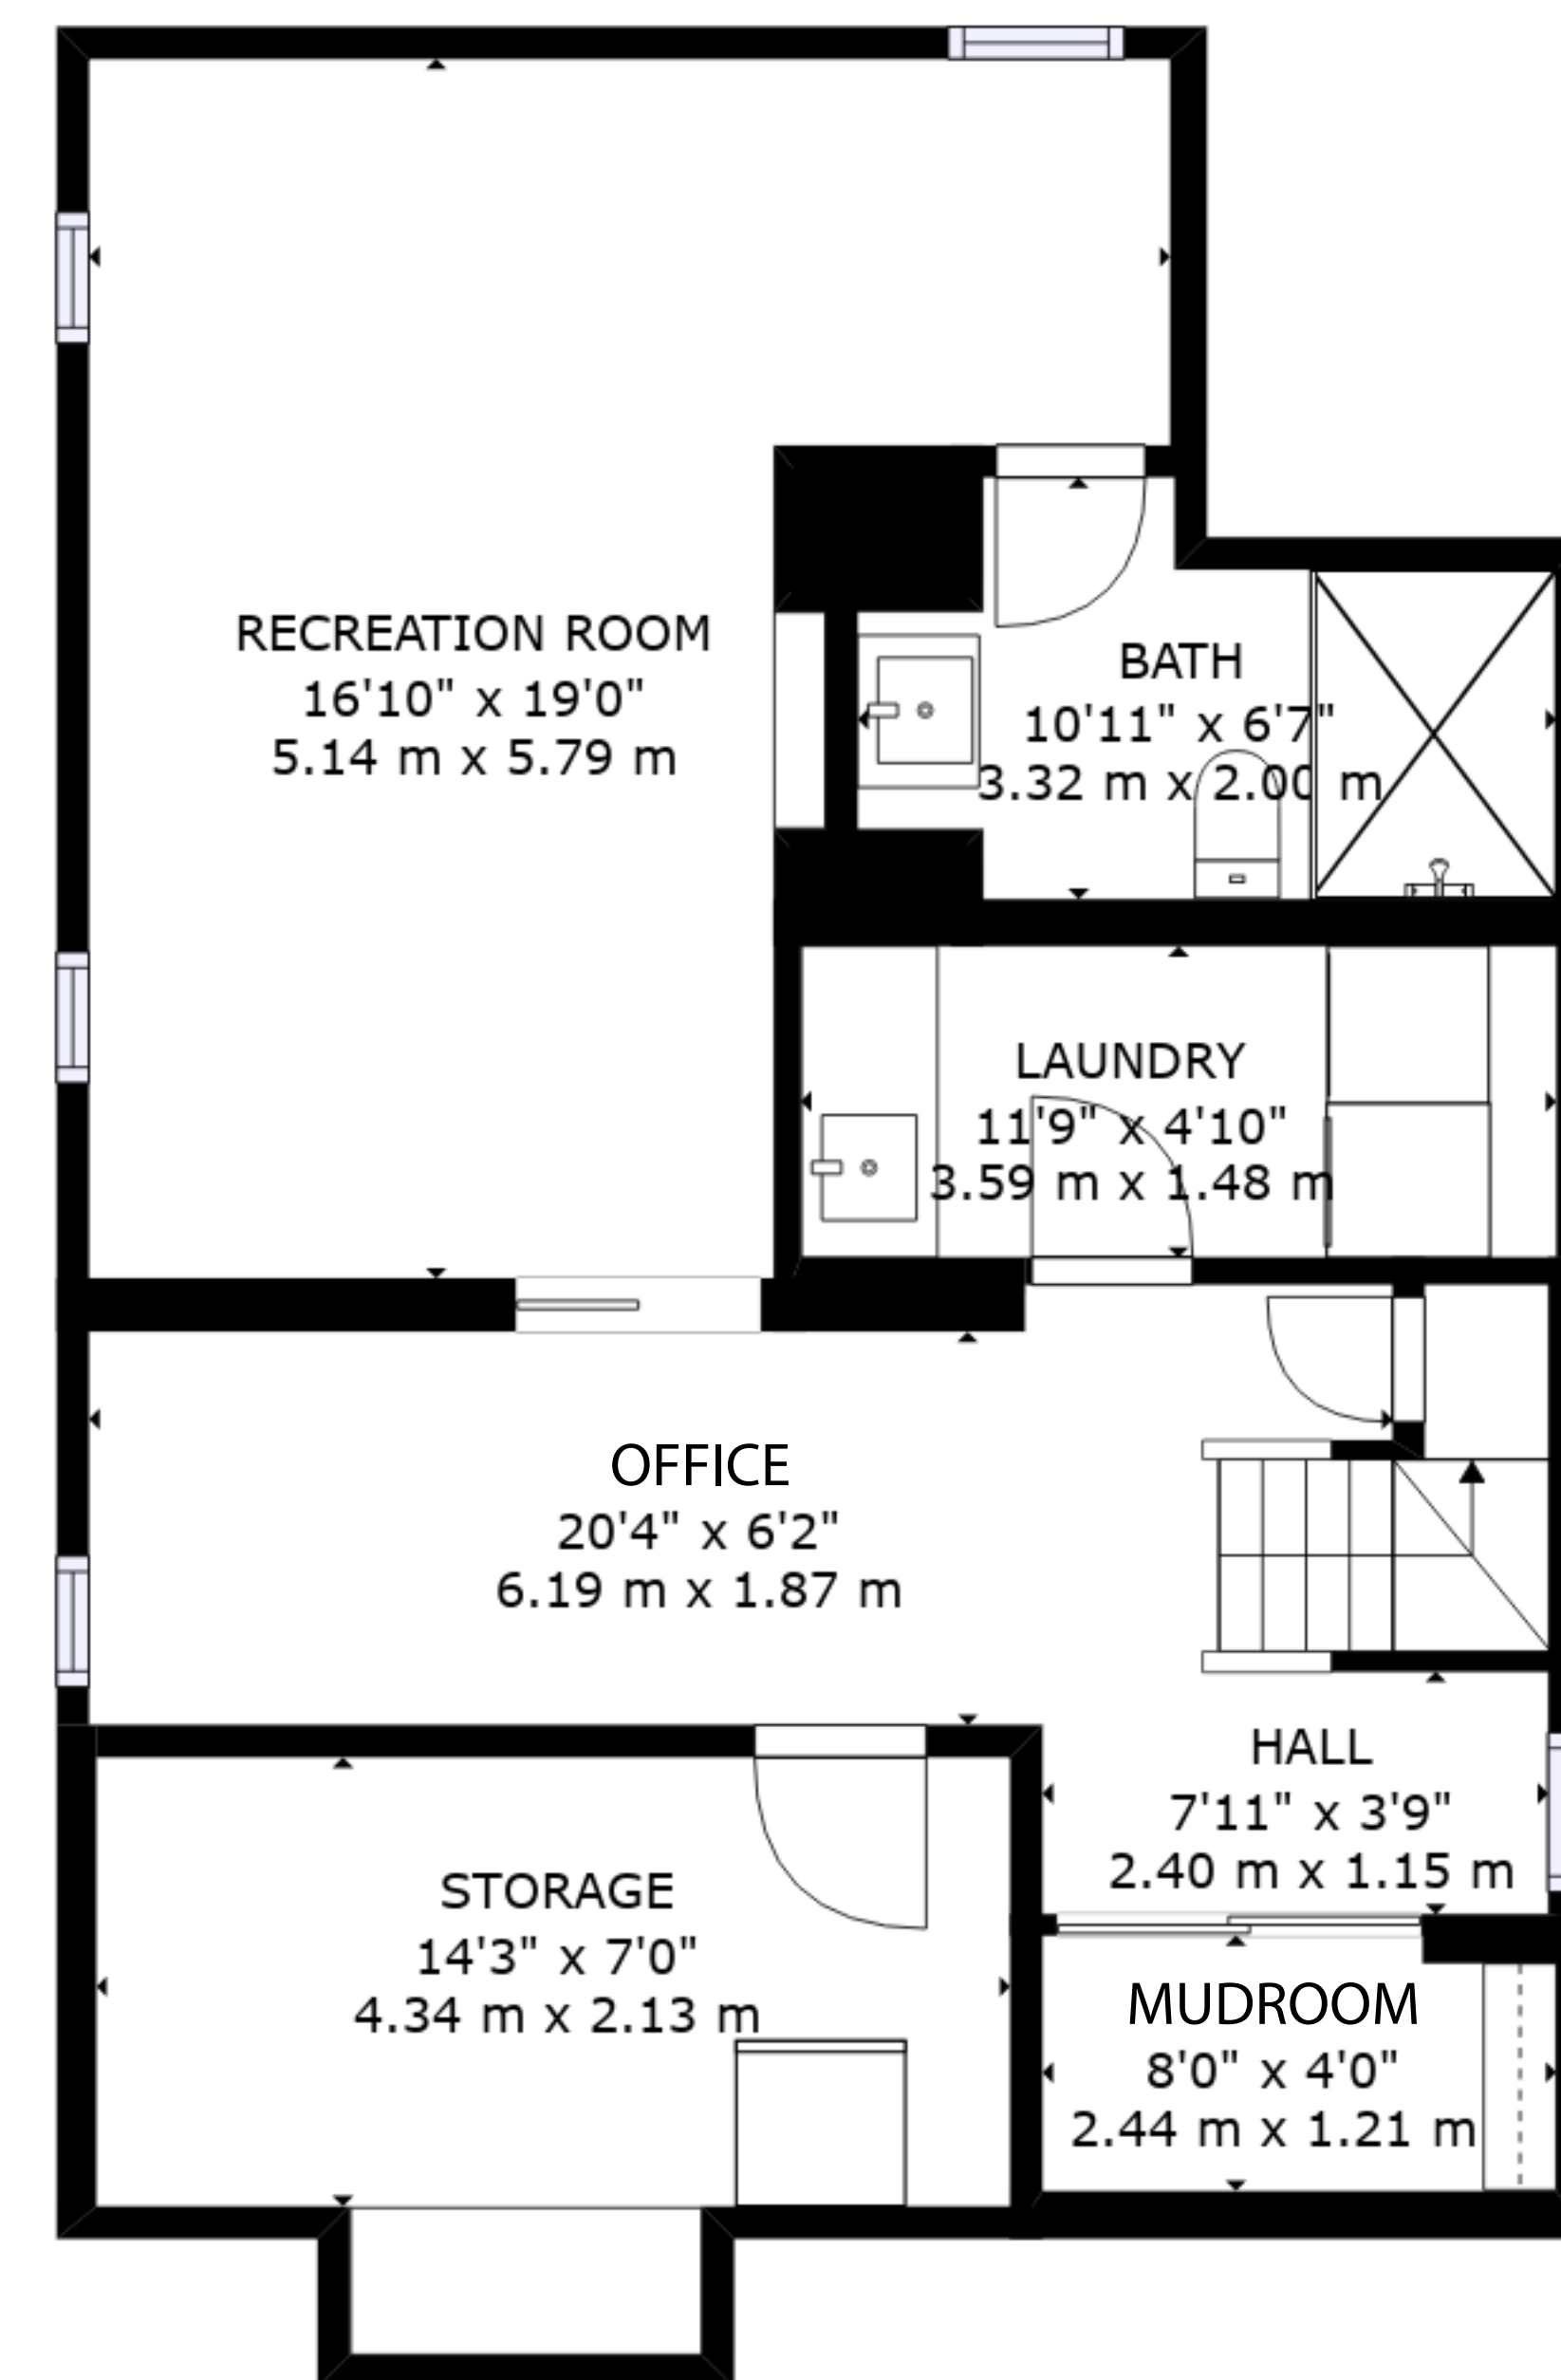 RECREATION ROOM
16'10" x 19'0"
5.14 m x 5.79 m
BATH
10'11" x 6'7"
3.32 m x 2.00 m
LAUNDRY
11'9" x 4'10"
3.59 m x 1.48 m
OFFICE
20'4" x 6'2"
6.19 m x 1.87 m
HALL
7'11" x 3'9"
2.40 m x 1.15 m
STORAGE
14'3" x 7'0"
4.34 m x 2.13 m
MUDROOM
8'0" x 4'0"
2.44 m x 1.21 m